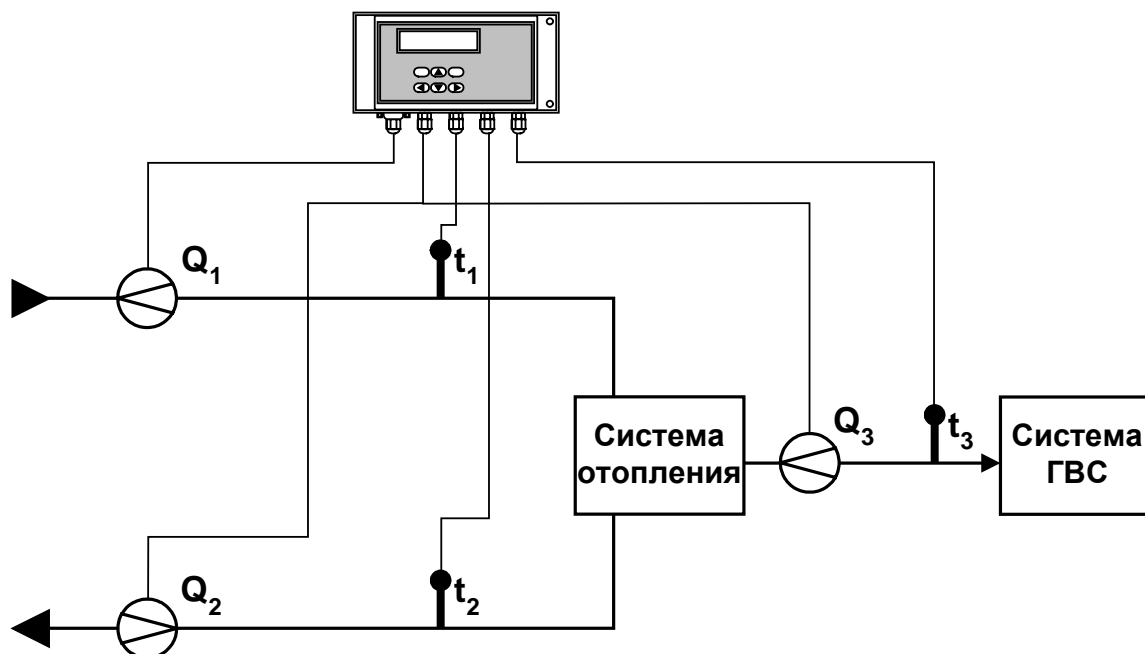 Q₁
t₁
Система
отопления
Q₃
t₃
Система
ГВС
Q₂
t₂